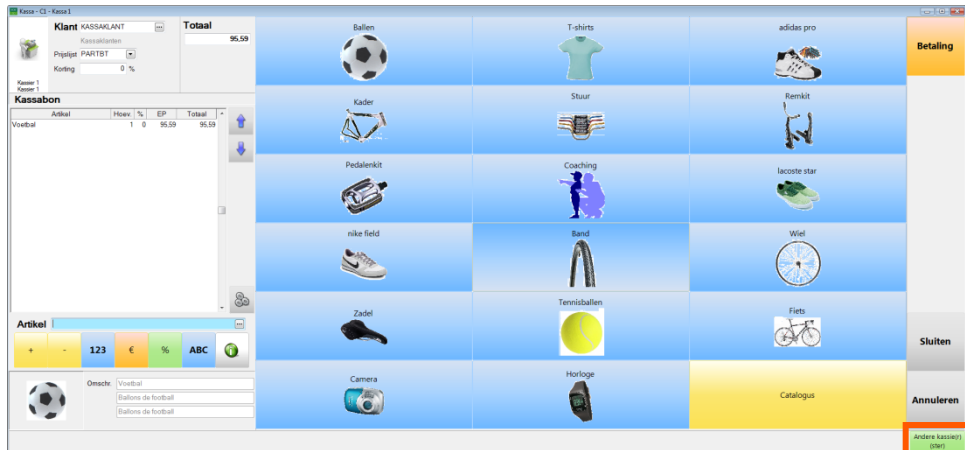 Kassa - C1 - Kassa 1
Klant KASSAKLANT ...
Kassaklanten
Prijslijst PARTBT
Korting 0 %
Kassier 1
Kassier 1
Totaal
95,59
Kassabon
Artikel Hoev. % EP Totaal
Voetbal 1 0 95,59 95,59
Artikel ...
+ - 123 € % ABC
Omschr. Voetbal
Ballons de football
Ballons de football
Ballen T-shirts adidas pro
Kader Stuur Remkit
Pedalenkit Coaching lacoste star
nike field Band Wiel
Zadel Tennisballen Fiets
Camera Horloge Catalogus
Betaling
Sluiten
Annuleren
Andere kassie(r)
(ster)